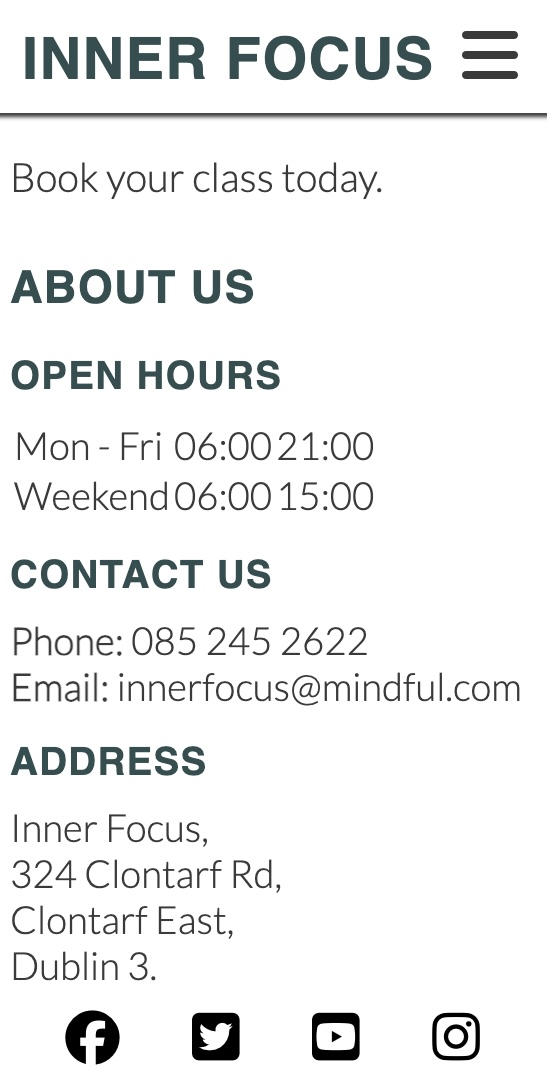 INNER FOCUS
Book your class today.
ABOUT US
OPEN HOURS
Mon - Fri 06:00 21:00
Weekend 06:00 15:00
CONTACT US
Phone: 085 245 2622
Email: innerfocus@mindful.com
ADDRESS
Inner Focus,
324 Clontarf Rd,
Clontarf East,
Dublin 3.